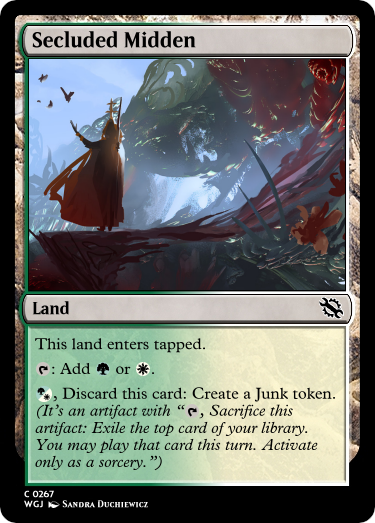 Secluded Midden
Land
This land enters tapped.
: Add or .
, Discard this card: Create a Junk token.
(It's an artifact with “, Sacrifice this
artifact: Exile the top card of your library.
You may play that card this turn. Activate
only as a sorcery.”)
C 0267
WGJ Sandra Duchiewicz